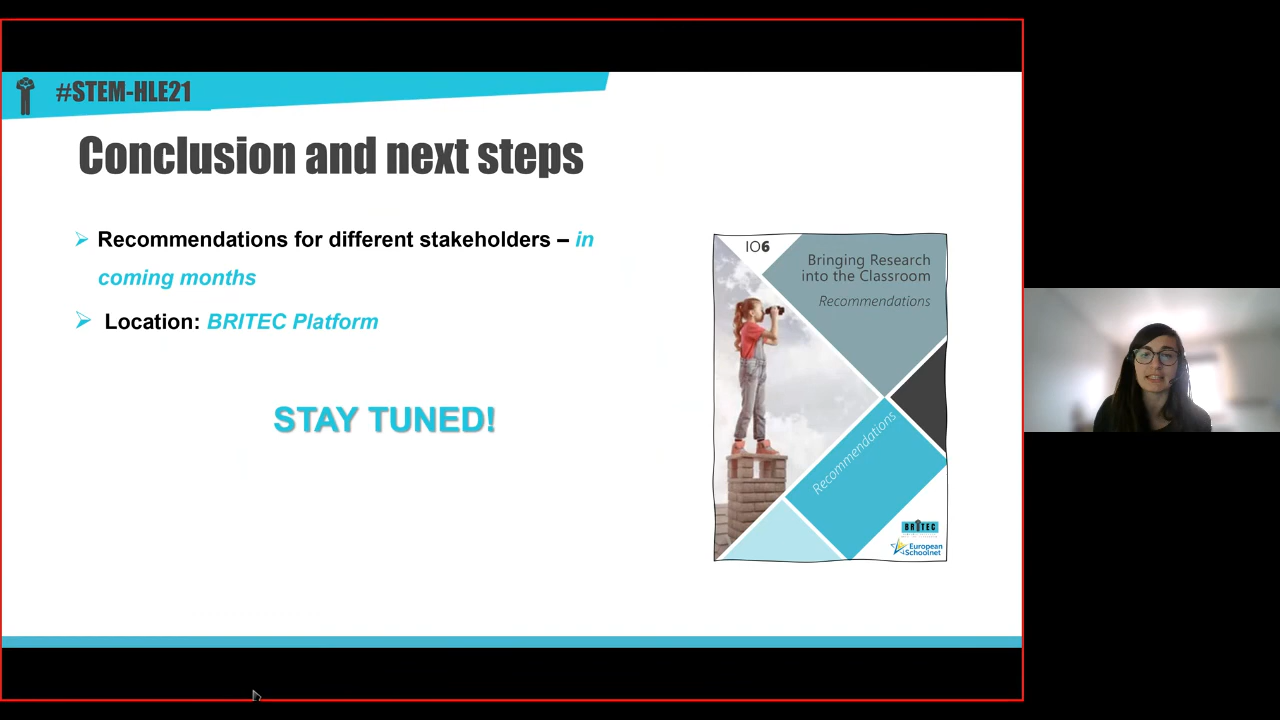 #STEM-HLE21
Conclusion and next steps
Recommendations for different stakeholders – in
coming months
Location: BRITEC Platform
STAY TUNED!
IO6
Bringing Research
into the Classroom
Recommendations
Recommendations
BRITEC
European
Schoolnet